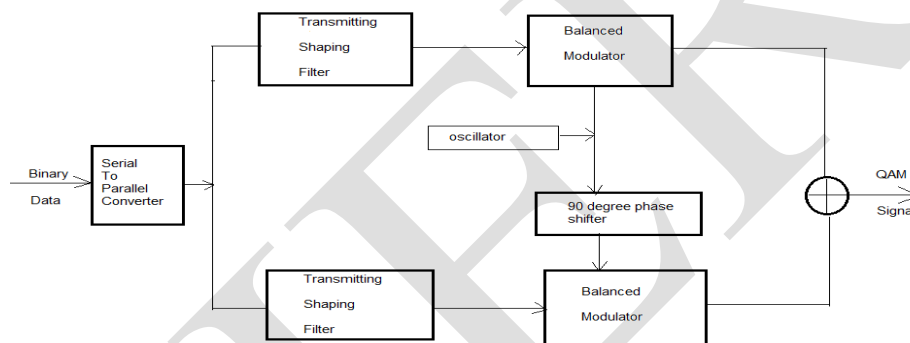 Transmitting
Shaping
Filter
Balanced
Modulator
oscillator
Serial
To
Parallel
Converter
Binary
Data
QAM
Signal
90 degree phase
shifter
Transmitting
Shaping
Filter
Balanced
Modulator